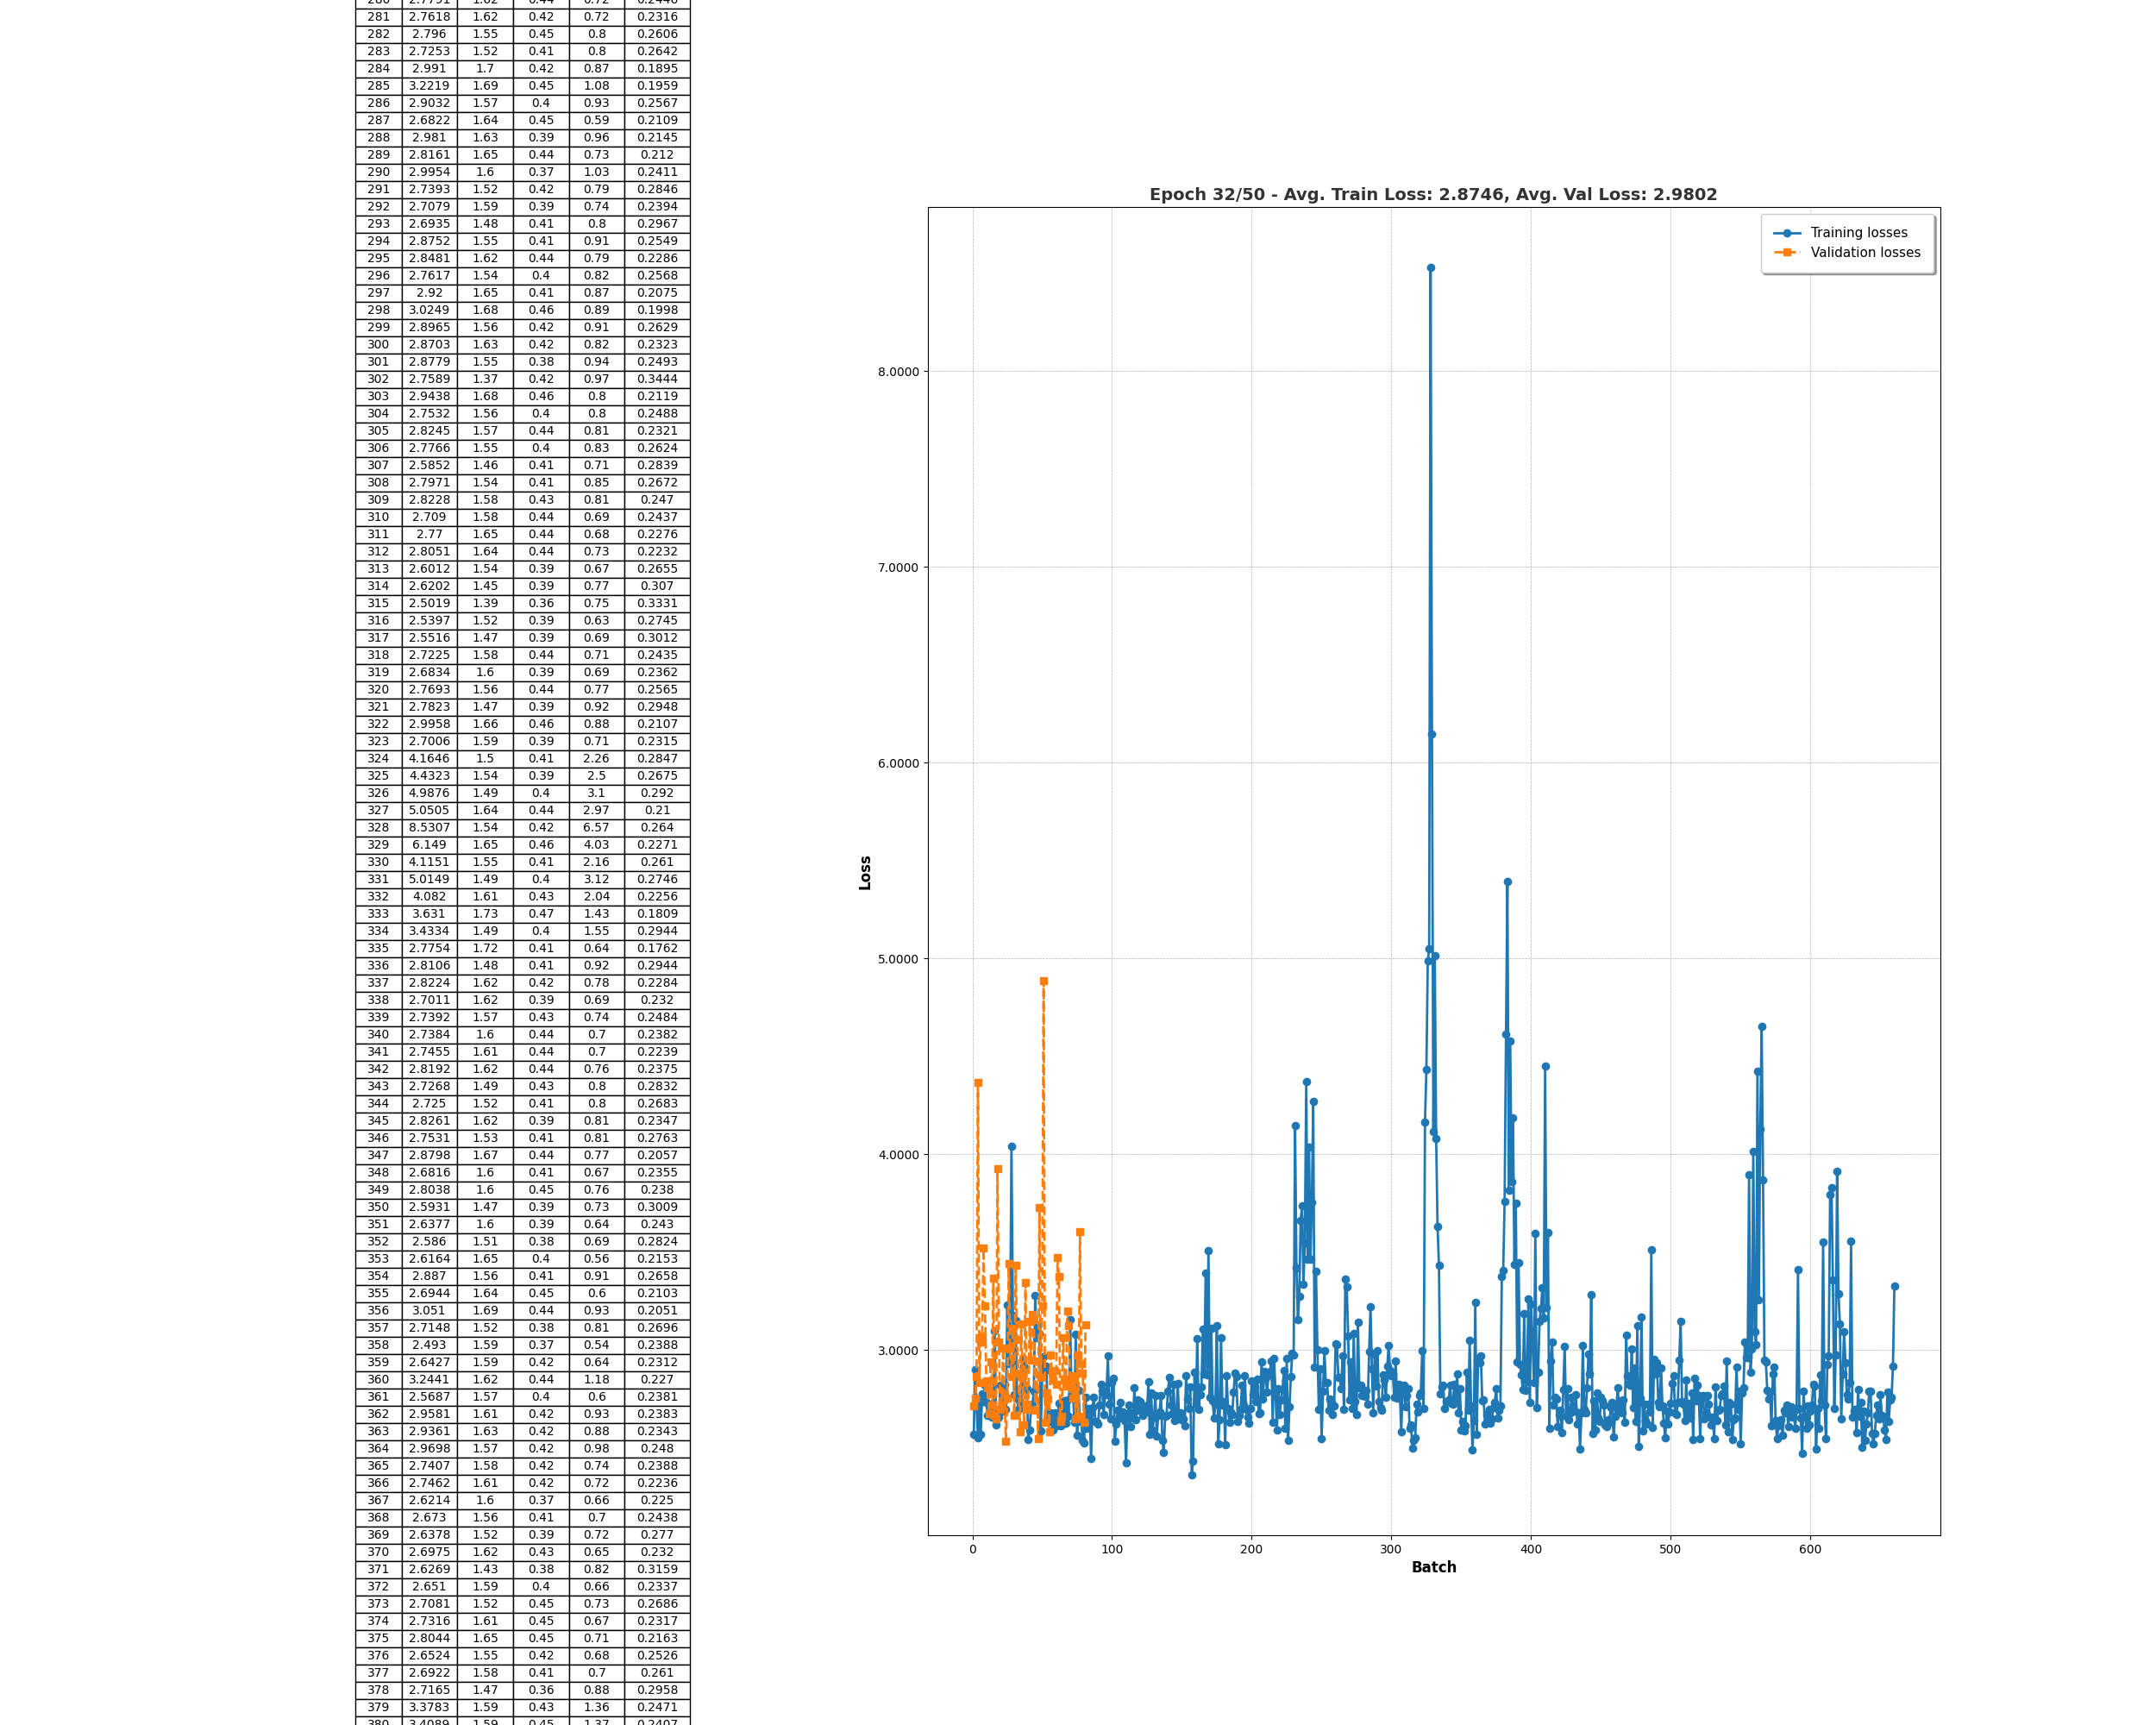 281 2.7618 1.62 0.42 0.72 0.2316
282 2.796 1.55 0.45 0.8 0.2606
283 2.7253 1.52 0.41 0.8 0.2642
284 2.991 1.7 0.42 0.87 0.1895
285 3.2219 1.69 0.45 1.08 0.1959
286 2.9032 1.57 0.4 0.93 0.2567
287 2.6822 1.64 0.45 0.59 0.2109
288 2.981 1.63 0.39 0.96 0.2145
289 2.8161 1.65 0.44 0.73 0.212
290 2.9954 1.6 0.37 1.03 0.2411
291 2.7393 1.52 0.42 0.79 0.2846
292 2.7079 1.59 0.39 0.74 0.2394
293 2.6935 1.48 0.41 0.8 0.2967
294 2.8752 1.55 0.41 0.91 0.2549
295 2.8481 1.62 0.44 0.79 0.2286
296 2.7617 1.54 0.4 0.82 0.2568
297 2.92 1.65 0.41 0.87 0.2075
298 3.0249 1.68 0.46 0.89 0.1998
299 2.8965 1.56 0.42 0.91 0.2629
300 2.8703 1.63 0.42 0.82 0.2323
301 2.8779 1.55 0.38 0.94 0.2493
302 2.7589 1.37 0.42 0.97 0.3444
303 2.9438 1.68 0.46 0.8 0.2119
304 2.7532 1.56 0.4 0.8 0.2488
305 2.8245 1.57 0.44 0.81 0.2321
306 2.7766 1.55 0.4 0.83 0.2624
307 2.5852 1.46 0.41 0.71 0.2839
308 2.7971 1.54 0.41 0.85 0.2672
309 2.8228 1.58 0.43 0.81 0.247
310 2.709 1.58 0.44 0.69 0.2437
311 2.77 1.65 0.44 0.68 0.2276
312 2.8051 1.64 0.44 0.73 0.2232
313 2.6012 1.54 0.39 0.67 0.2655
314 2.6202 1.45 0.39 0.77 0.307
315 2.5019 1.39 0.36 0.75 0.3331
316 2.5397 1.52 0.39 0.63 0.2745
317 2.5516 1.47 0.39 0.69 0.3012
318 2.7225 1.58 0.44 0.71 0.2435
319 2.6834 1.6 0.39 0.69 0.2362
320 2.7693 1.56 0.44 0.77 0.2565
321 2.7823 1.47 0.39 0.92 0.2948
322 2.9958 1.66 0.46 0.88 0.2107
323 2.7006 1.59 0.39 0.71 0.2315
324 4.1646 1.5 0.41 2.26 0.2847
325 4.4323 1.54 0.39 2.5 0.2675
326 4.9876 1.49 0.4 3.1 0.292
327 5.0505 1.64 0.44 2.97 0.21
328 8.5307 1.54 0.42 6.57 0.264
329 6.149 1.65 0.46 4.03 0.2271
330 4.1151 1.55 0.41 2.16 0.261
331 5.0149 1.49 0.4 3.12 0.2746
332 4.082 1.61 0.43 2.04 0.2256
333 3.631 1.73 0.47 1.43 0.1809
334 3.4334 1.49 0.4 1.55 0.2944
335 2.7754 1.72 0.41 0.64 0.1762
336 2.8106 1.48 0.41 0.92 0.2944
337 2.8224 1.62 0.42 0.78 0.2284
338 2.7011 1.62 0.39 0.69 0.232
339 2.7392 1.57 0.43 0.74 0.2484
340 2.7384 1.6 0.44 0.7 0.2382
341 2.7455 1.61 0.44 0.7 0.2239
342 2.8192 1.62 0.44 0.76 0.2375
343 2.7268 1.49 0.43 0.8 0.2832
344 2.725 1.52 0.41 0.8 0.2683
345 2.8261 1.62 0.39 0.81 0.2347
346 2.7531 1.53 0.41 0.81 0.2763
347 2.8798 1.67 0.44 0.77 0.2057
348 2.6816 1.6 0.41 0.67 0.2355
349 2.8038 1.6 0.45 0.76 0.238
350 2.5931 1.47 0.39 0.73 0.3009
351 2.6377 1.6 0.39 0.64 0.243
352 2.586 1.51 0.38 0.69 0.2824
353 2.6164 1.65 0.4 0.56 0.2153
354 2.887 1.56 0.41 0.91 0.2658
355 2.6944 1.64 0.45 0.6 0.2103
356 3.051 1.69 0.44 0.93 0.2051
357 2.7148 1.52 0.38 0.81 0.2696
358 2.493 1.59 0.37 0.54 0.2388
359 2.6427 1.59 0.42 0.64 0.2312
360 3.2441 1.62 0.44 1.18 0.227
361 2.5687 1.57 0.4 0.6 0.2381
362 2.9581 1.61 0.42 0.93 0.2383
363 2.9361 1.63 0.42 0.88 0.2343
364 2.9698 1.57 0.42 0.98 0.248
365 2.7407 1.58 0.42 0.74 0.2388
366 2.7462 1.61 0.42 0.72 0.2236
367 2.6214 1.6 0.37 0.66 0.225
368 2.673 1.56 0.41 0.7 0.2438
369 2.6378 1.52 0.39 0.72 0.277
370 2.6975 1.62 0.43 0.65 0.232
371 2.6269 1.43 0.38 0.82 0.3159
372 2.651 1.59 0.4 0.66 0.2337
373 2.7081 1.52 0.45 0.73 0.2686
374 2.7316 1.61 0.45 0.67 0.2317
375 2.8044 1.65 0.45 0.71 0.2163
376 2.6524 1.55 0.42 0.68 0.2526
377 2.6922 1.58 0.41 0.7 0.261
378 2.7165 1.47 0.36 0.88 0.2958
379 3.3783 1.59 0.43 1.36 0.2471
380 3.4089 1.59 0.45 1.37 0.2407
Epoch 32/50 - Avg. Train Loss: 2.8746, Avg. Val Loss: 2.9802
Training losses
Validation losses
8.0000
7.0000
6.0000
5.0000
4.0000
3.0000
Loss
0 100 200 300 400 500 600
Batch